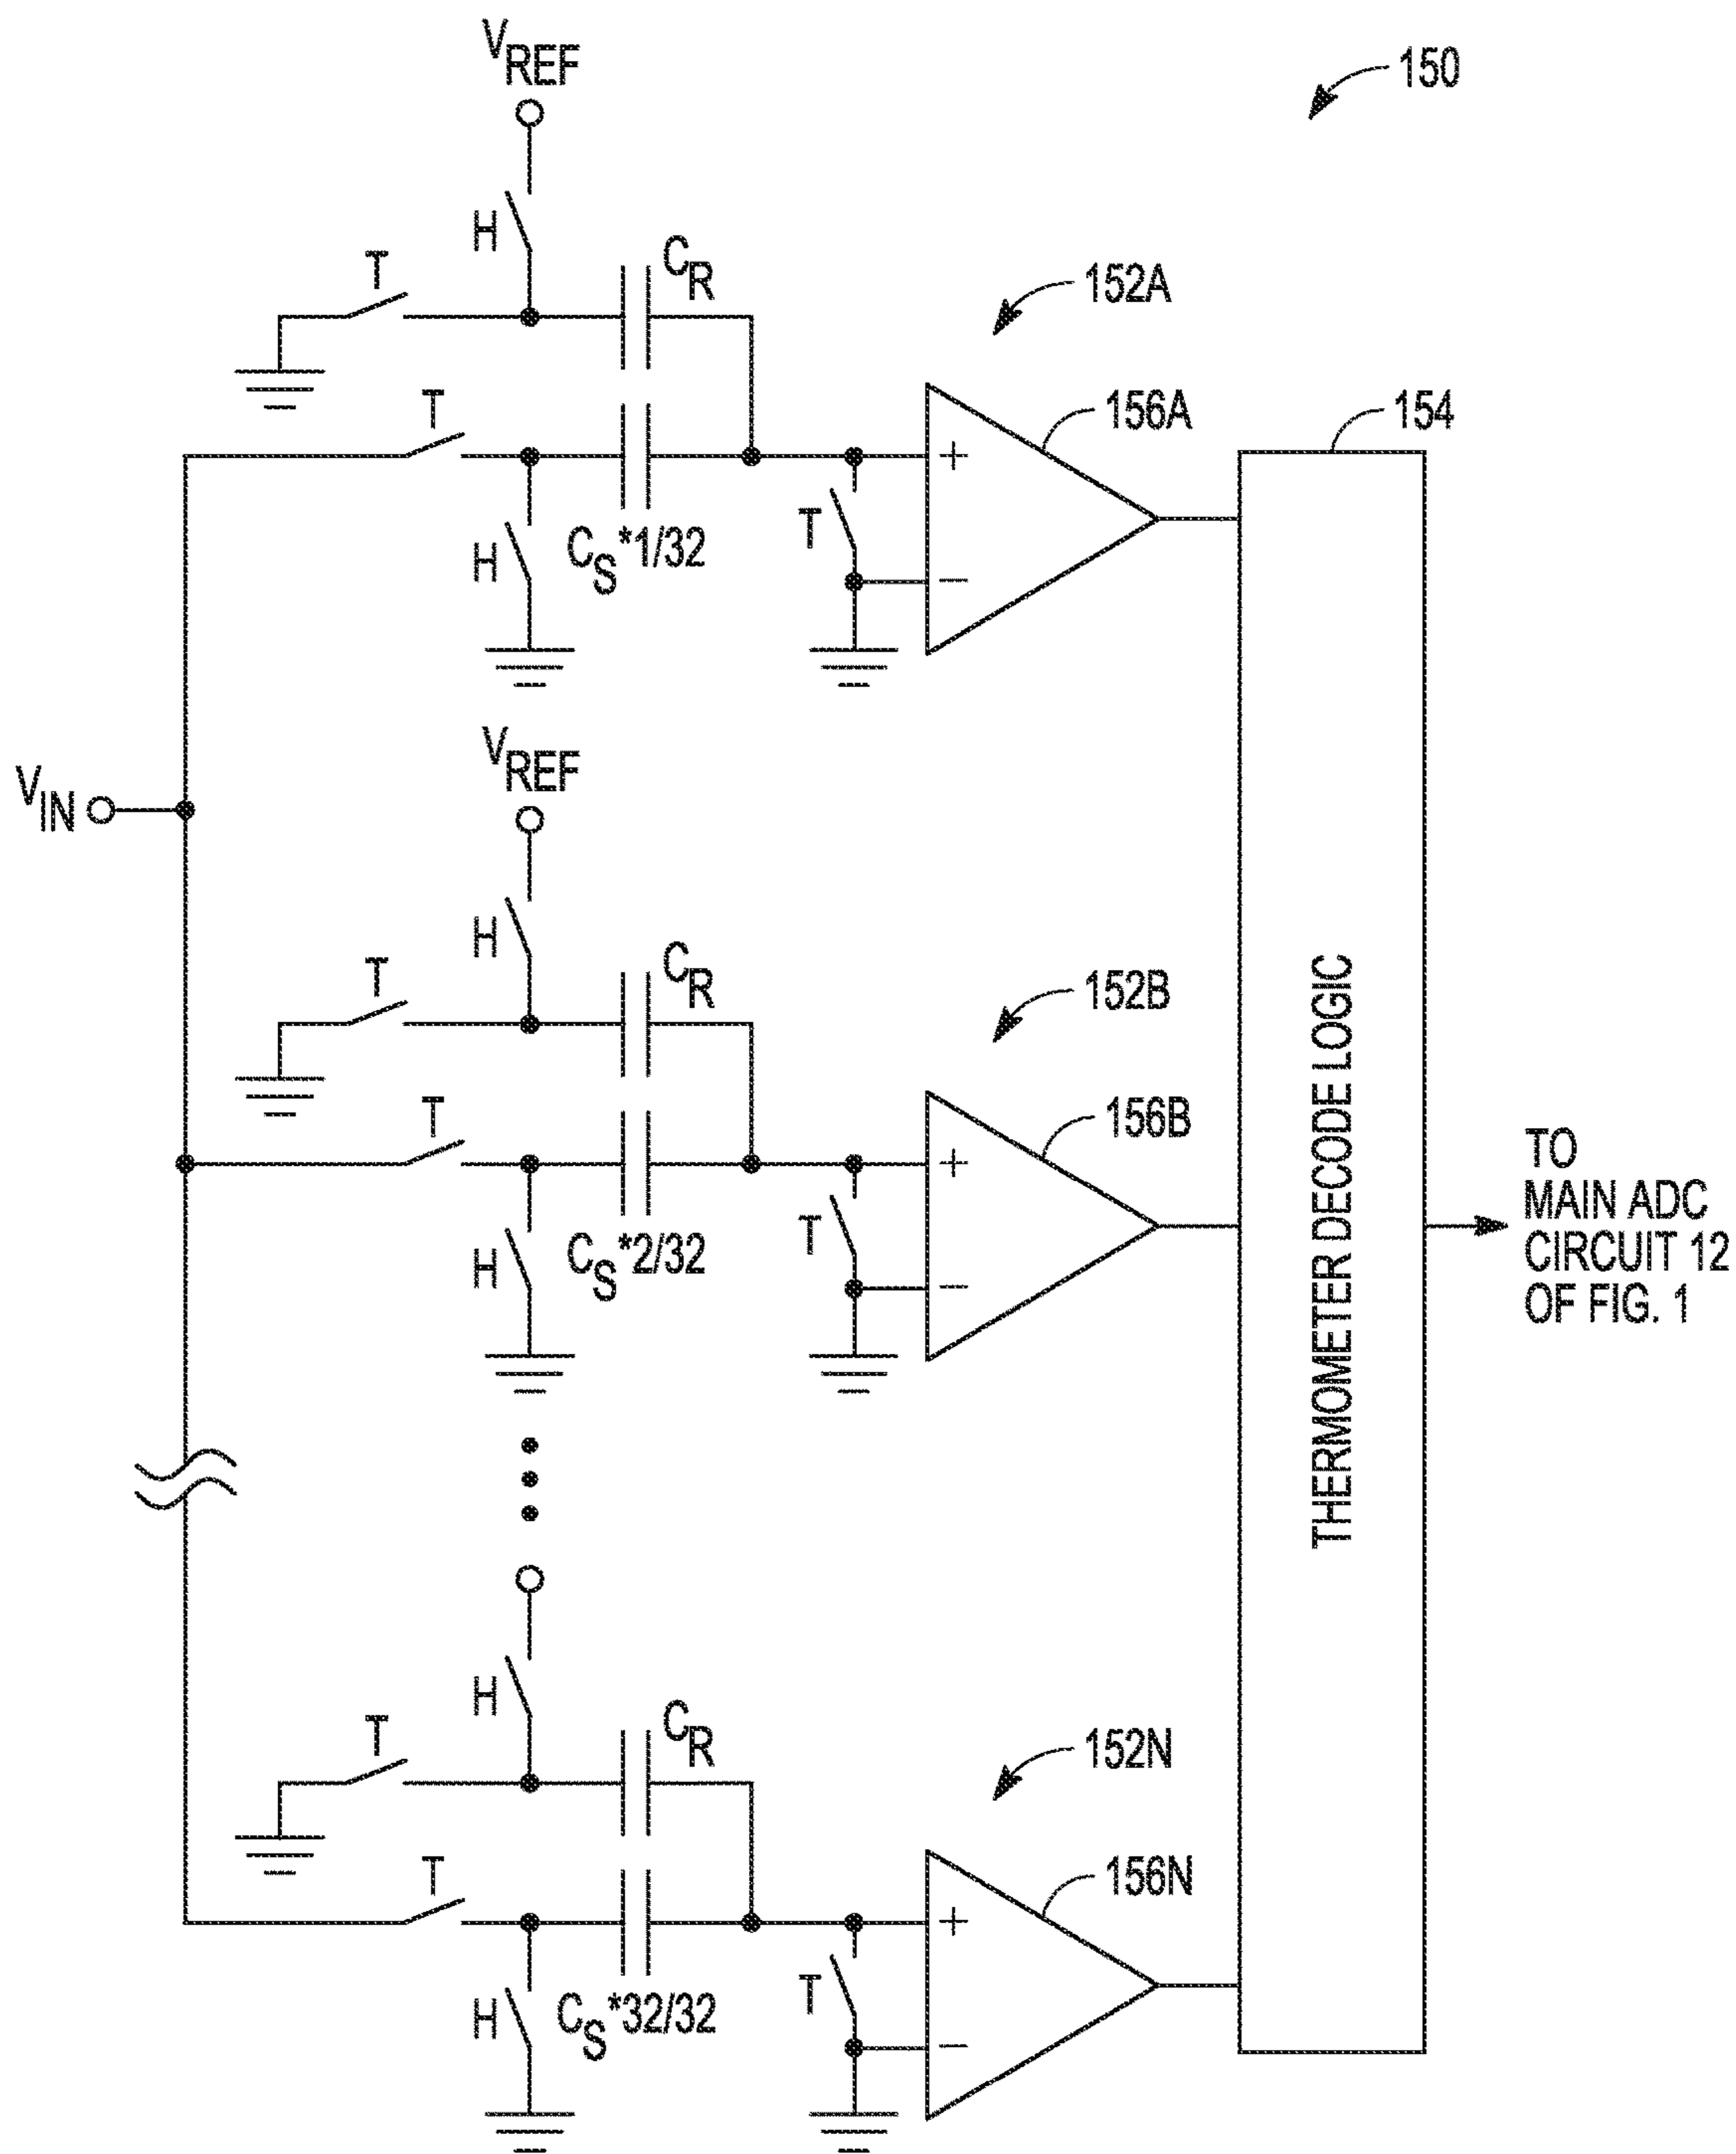 VREF
150
H
CR
T
152A
T
156A
154
+
T
CS*1/32
H
−
VREF
VIN
H
CR
T
152B
T
156B
THERMOMETER DECODE LOGIC
TO
MAIN ADC
CIRCUIT 12
OF FIG. 1
+
T
CS*2/32
H
−
H
CR
T
152N
T
156N
+
T
CS*32/32
H
−